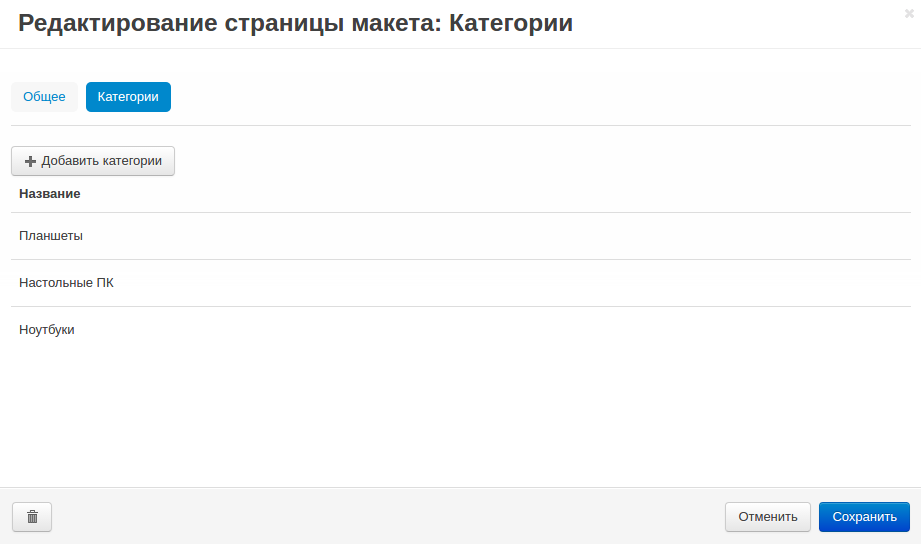 Редактирование страницы макета: Категории
Общее Категории
Добавить категории
Название
Планшеты
Настольные ПК
Ноутбуки
Отменить Сохранить